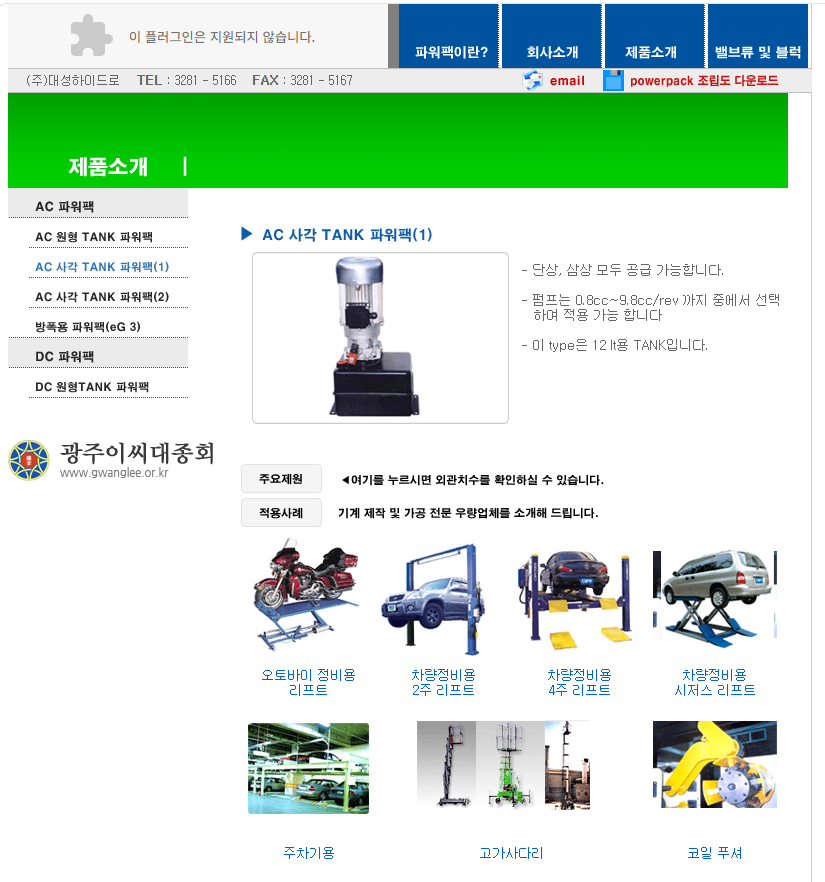 이 플러그인은 지원되지 않습니다.
파워팩이란?
회사소개
제품소개
밸브류 및 블럭
(주)대성하이드로 TEL : 3281 - 5166 FAX : 3281 - 5167
email
powerpack 조립도 다운로드
제품소개 |
AC 파워팩
AC 원형 TANK 파워팩
AC 사각 TANK 파워팩(1)
AC 사각 TANK 파워팩(2)
방폭용 파워팩(eG 3)
DC 파워팩
DC 원형TANK 파워팩
광주이씨대종회
www.gwanglee.or.kr
▶ AC 사각 TANK 파워팩(1)
- 단상, 삼상 모두 공급 가능합니다.
- 펌프는 0.8cc~9.8cc/rev 까지 중에서 선택
하여 적용 가능 합니다
- 이 type은 12 lt용 TANK입니다.
주요제원 ◀여기를 누르시면 외관치수를 확인하실 수 있습니다.
적용사례 기계 제작 및 가공 전문 우량업체를 소개해 드립니다.
오토바이 정비용
리프트
차량정비용
2주 리프트
차량정비용
4주 리프트
차량정비용
시저스 리프트
주차기용
고가사다리
코일 푸셔